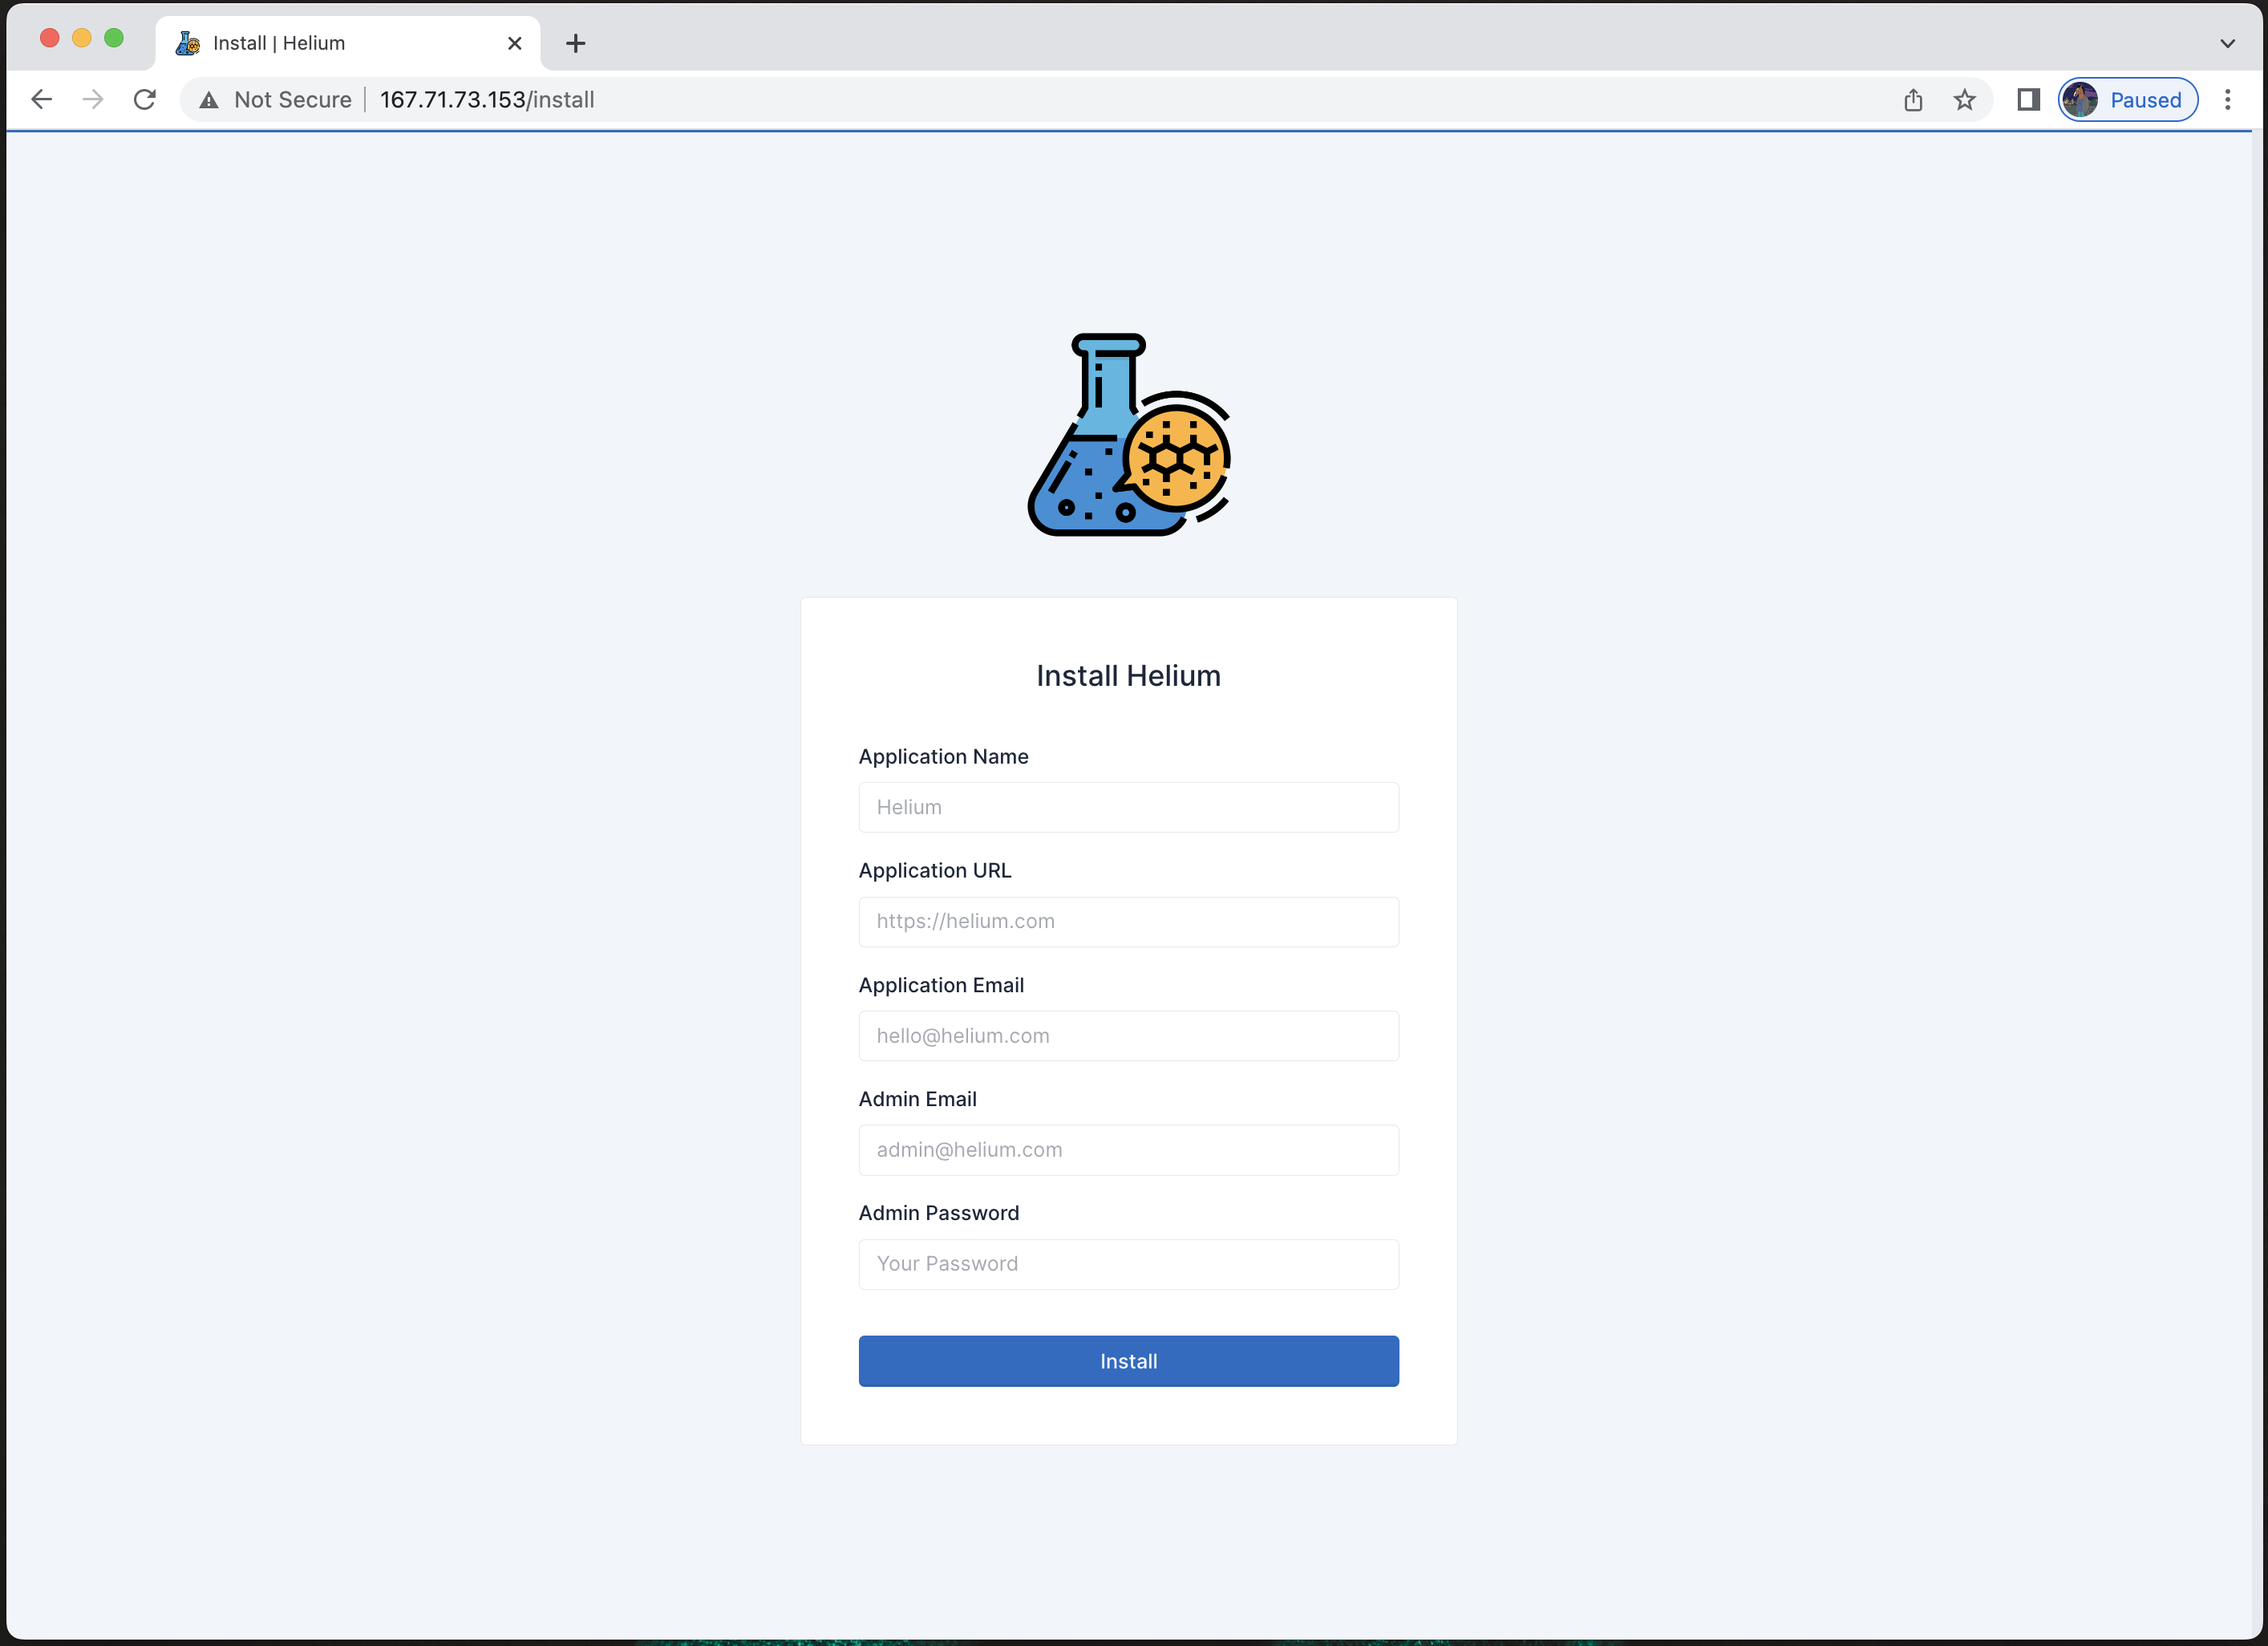 Install | Helium
Not Secure 167.71.73.153/install
Paused
Install Helium
Application Name
Helium
Application URL
https://helium.com
Application Email
hello@helium.com
Admin Email
admin@helium.com
Admin Password
Your Password
Install